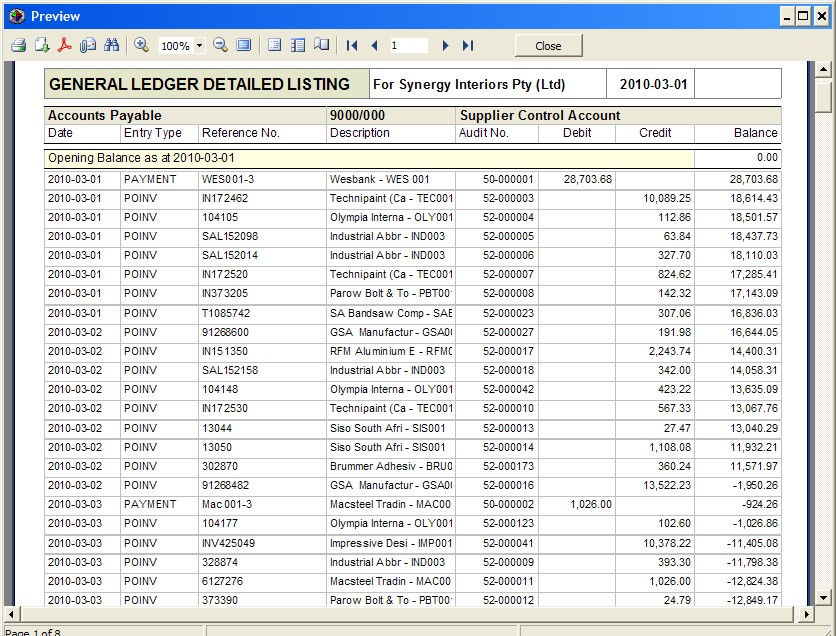 Preview
100% 1 Close
GENERAL LEDGER DETAILED LISTING For Synergy Interiors Pty (Ltd) 2010-03-01
Accounts Payable 9000/000 Supplier Control Account
Date Entry Type Reference No. Description Audit No. Debit Credit Balance
Opening Balance as at 2010-03-01 0.00
2010-03-01 PAYMENT WES001-3 Wesbank - WES 001 50-000001 28,703.68 28,703.68
2010-03-01 POINV IN172462 Technipaint (Ca - TEC001 52-000003 10,089.25 18,614.43
2010-03-01 POINV 104105 Olympia Interna - OLY001 52-000004 112.86 18,501.57
2010-03-01 POINV SAL152098 Industrial Abbr - IND003 52-000005 63.84 18,437.73
2010-03-01 POINV SAL152014 Industrial Abbr - IND003 52-000006 327.70 18,110.03
2010-03-01 POINV IN172520 Technipaint (Ca - TEC001 52-000007 824.62 17,285.41
2010-03-01 POINV IN373205 Parow Bolt & To - PBT00 52-000008 142.32 17,143.09
2010-03-01 POINV T1085742 SA Bandsaw Comp - SAE 52-000023 307.06 16,836.03
2010-03-02 POINV 91268600 GSA Manufactur - GSA0 52-000027 191.98 16,644.05
2010-03-02 POINV IN151350 RFM Aluminium E - RFM 52-000017 2,243.74 14,400.31
2010-03-02 POINV SAL152158 Industrial Abbr - IND003 52-000018 342.00 14,058.31
2010-03-02 POINV 104148 Olympia Interna - OLY001 52-000042 423.22 13,635.09
2010-03-02 POINV IN172530 Technipaint (Ca - TEC001 52-000010 567.33 13,067.76
2010-03-02 POINV 13044 Siso South Afri - SIS001 52-000013 27.47 13,040.29
2010-03-02 POINV 13050 Siso South Afri - SIS001 52-000014 1,108.08 11,932.21
2010-03-02 POINV 302870 Brummer Adhesiv - BRU0 52-000173 360.24 11,571.97
2010-03-02 POINV 91268482 GSA Manufactur - GSA0 52-000016 13,522.23 -1,950.26
2010-03-03 PAYMENT Mac001-3 Macsteel Tradin - MAC00 50-000002 1,026.00 -924.26
2010-03-03 POINV 104177 Olympia Interna - OLY001 52-000123 102.60 -1,026.86
2010-03-03 POINV INV425049 Impressive Desi - IMP001 52-000041 10,378.22 -11,405.08
2010-03-03 POINV 328874 Industrial Abbr - IND003 52-000009 393.30 -11,798.38
2010-03-03 POINV 6127276 Macsteel Tradin - MAC00 52-000011 1,026.00 -12,824.38
2010-03-03 POINV 373390 Parow Bolt & To - PBT00 52-000012 24.79 -12,849.17
Page 1 of 8